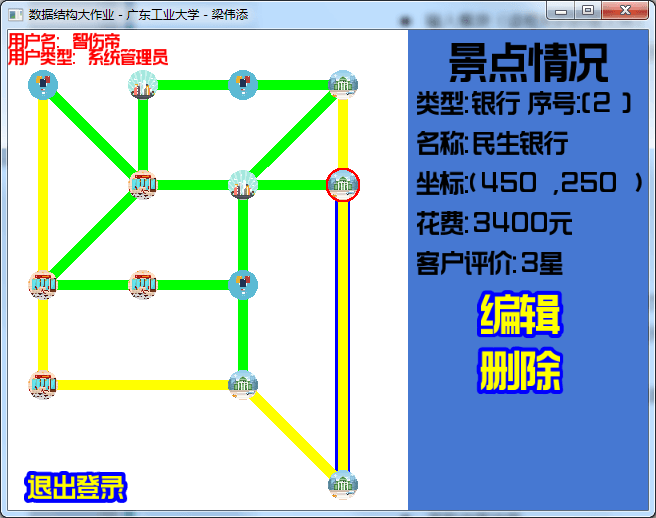 数据结构大作业 - 广东工业大学 - 梁伟添
用户名: 智伤帝
用户类型: 系统管理员
景点情况
类型:银行 序号:(2 )
名称:民生银行
坐标:(450 ,250 )
花费:3400元
客户评价:3星
编辑
删除
退出登录